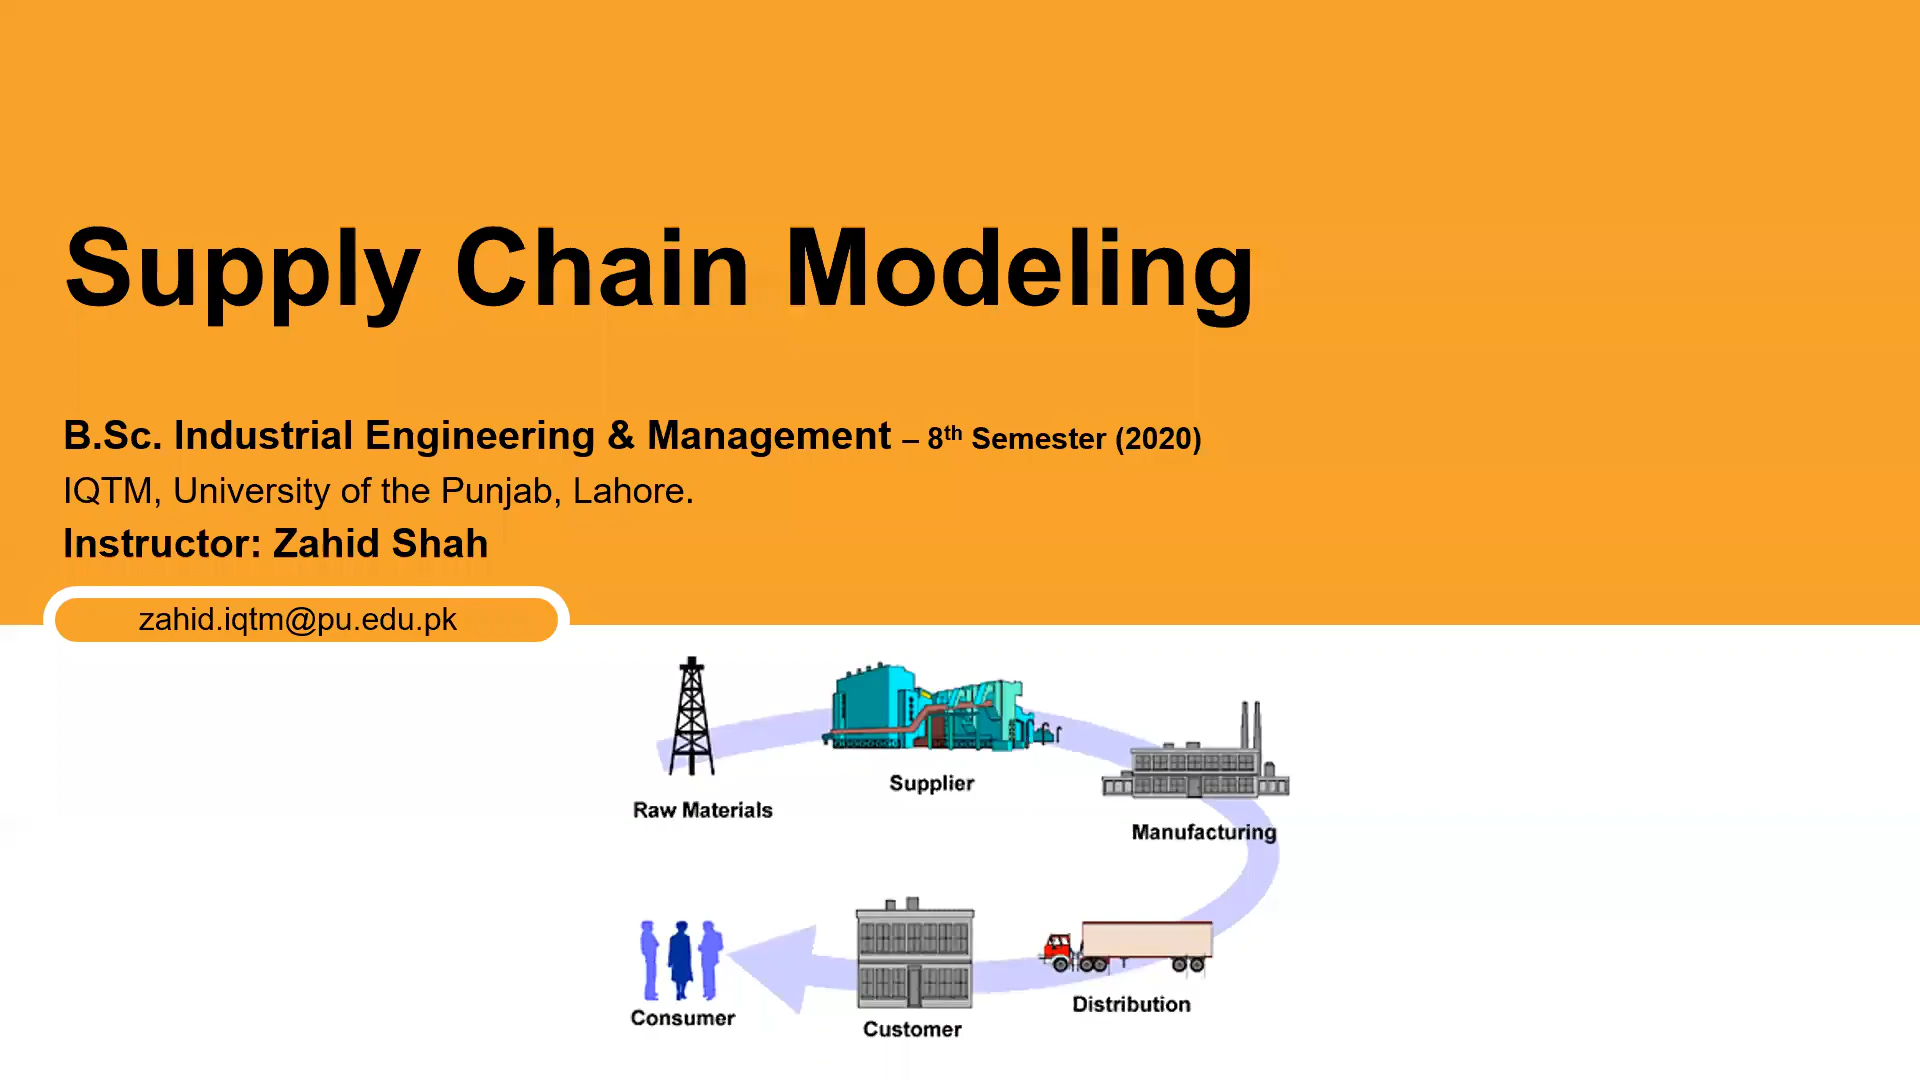 Supply Chain Modeling
B.Sc. Industrial Engineering & Management – 8th Semester (2020)
IQTM, University of the Punjab, Lahore.
Instructor: Zahid Shah
zahid.iqtm@pu.edu.pk
Raw Materials
Supplier
Manufacturing
Distribution
Customer
Consumer